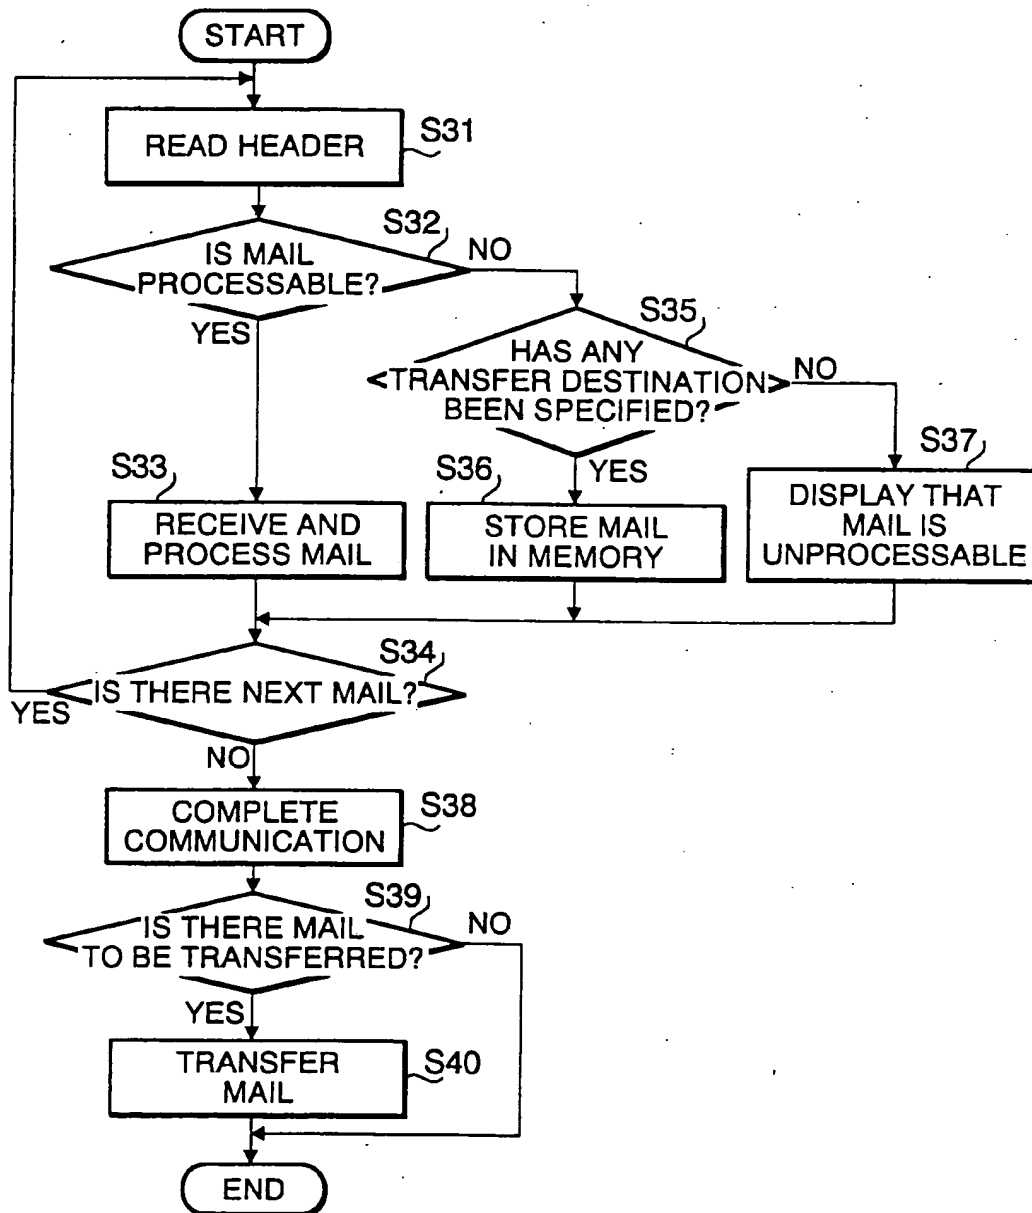 START
READ HEADER
S31
S32
IS MAIL
PROCESSABLE?
NO
YES
S35
HAS ANY
TRANSFER DESTINATION
BEEN SPECIFIED?
NO
YES
S33
RECEIVE AND
PROCESS MAIL
S36
STORE MAIL
IN MEMORY
S37
DISPLAY THAT
MAIL IS
UNPROCESSABLE
S34
IS THERE NEXT MAIL?
YES
NO
COMPLETE
COMMUNICATION
S38
S39
IS THERE MAIL
TO BE TRANSFERRED?
NO
YES
TRANSFER
MAIL
S40
END